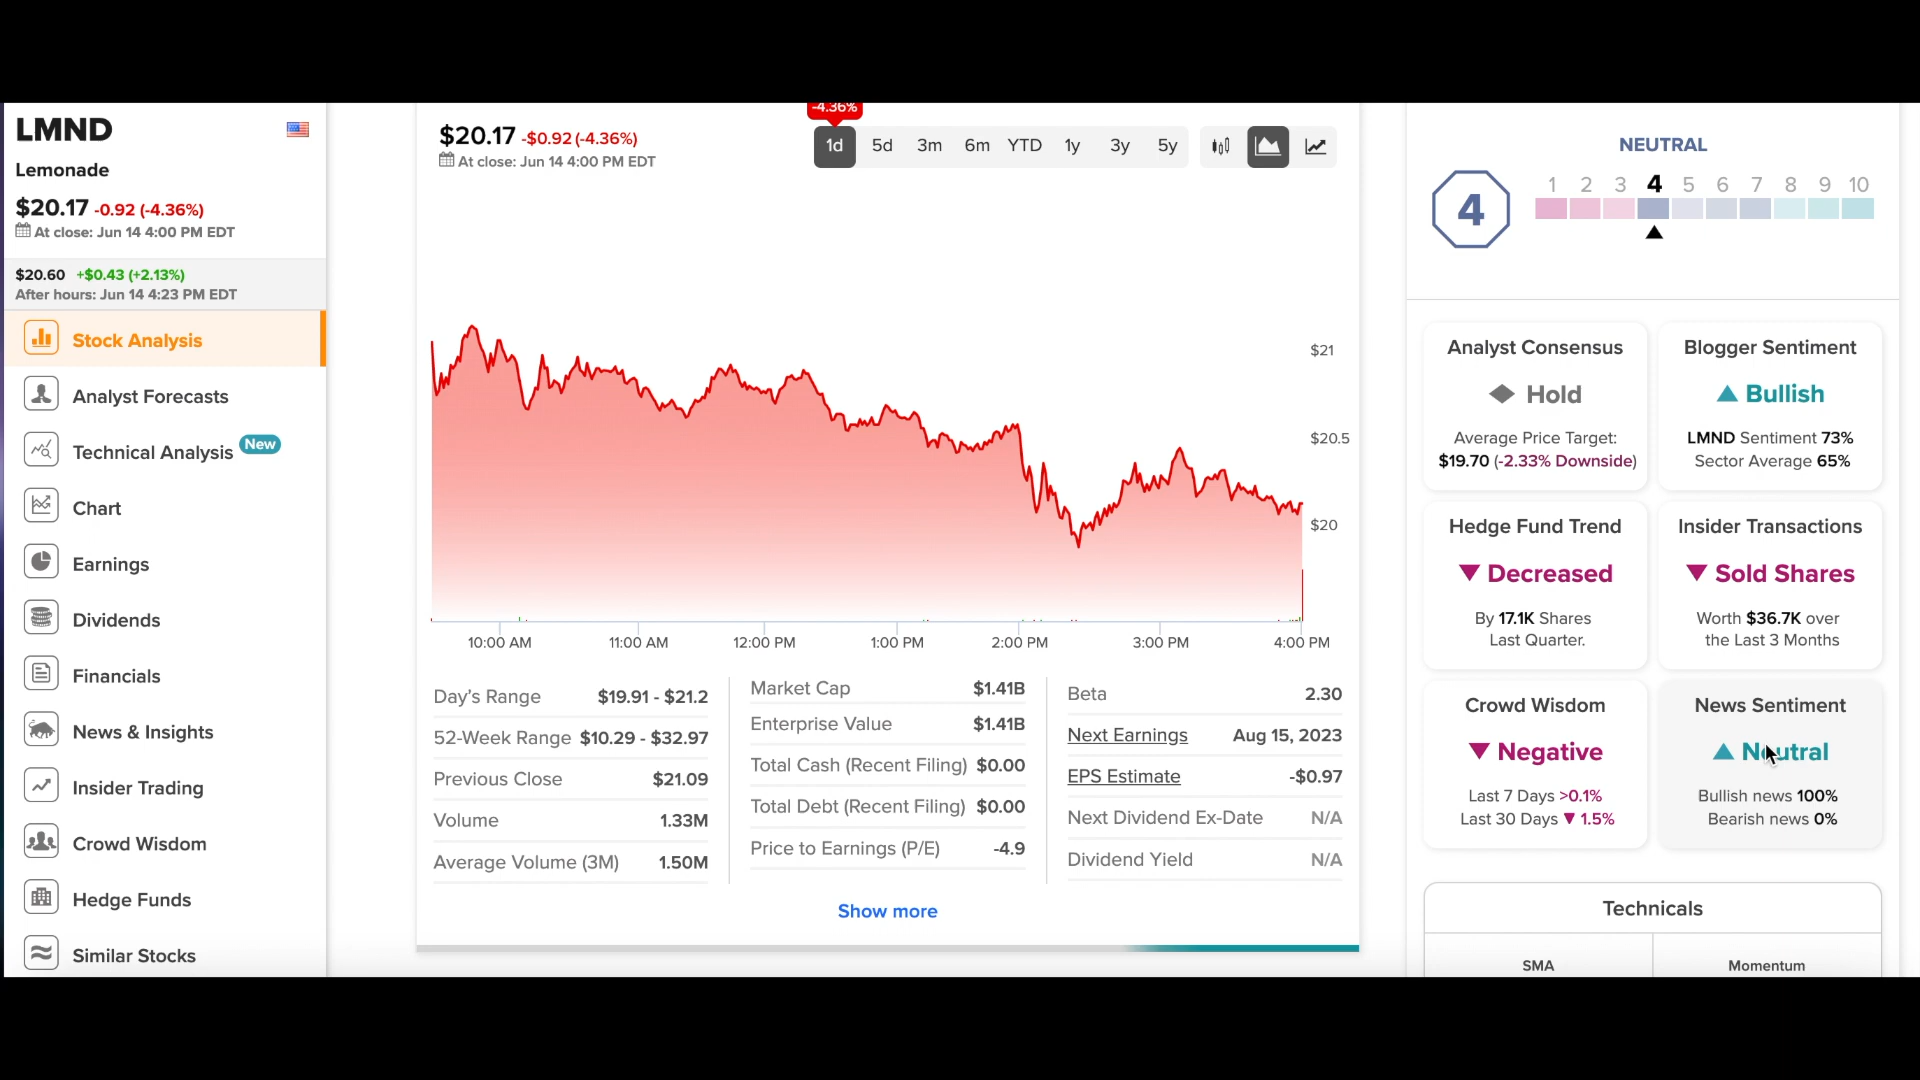 LMND
Lemonade
$20.17 -0.92 (-4.36%)
At close: Jun 14 4:00 PM EDT
$20.60 +$0.43 (+2.13%)
After hours: Jun 14 4:23 PM EDT
Stock Analysis
Analyst Forecasts
Technical Analysis New
Chart
Earnings
Dividends
Financials
News & Insights
Insider Trading
Crowd Wisdom
Hedge Funds
Similar Stocks
-4.36%
$20.17 -$0.92 (-4.36%)
At close: Jun 14 4:00 PM EDT
1d 5d 3m 6m YTD 1y 3y 5y
$21
$20.5
$20
10:00 AM 11:00 AM 12:00 PM 1:00 PM 2:00 PM 3:00 PM 4:00 PM
Day's Range $19.91 - $21.2
52-Week Range $10.29 - $32.97
Previous Close $21.09
Volume 1.33M
Average Volume (3M) 1.50M
Market Cap $1.41B
Enterprise Value $1.41B
Total Cash (Recent Filing) $0.00
Total Debt (Recent Filing) $0.00
Price to Earnings (P/E) -4.9
Beta 2.30
Next Earnings Aug 15, 2023
EPS Estimate -$0.97
Next Dividend Ex-Date N/A
Dividend Yield N/A
Show more
NEUTRAL
4
1 2 3 4 5 6 7 8 9 10
Analyst Consensus
Hold
Average Price Target:
$19.70 (-2.33% Downside)
Blogger Sentiment
Bullish
LMND Sentiment 73%
Sector Average 65%
Hedge Fund Trend
Decreased
By 17.1K Shares
Last Quarter.
Insider Transactions
Sold Shares
Worth $36.7K over
the Last 3 Months
Crowd Wisdom
Negative
Last 7 Days >0.1%
Last 30 Days ▼ 1.5%
News Sentiment
Neutral
Bullish news 100%
Bearish news 0%
Technicals
SMA Momentum